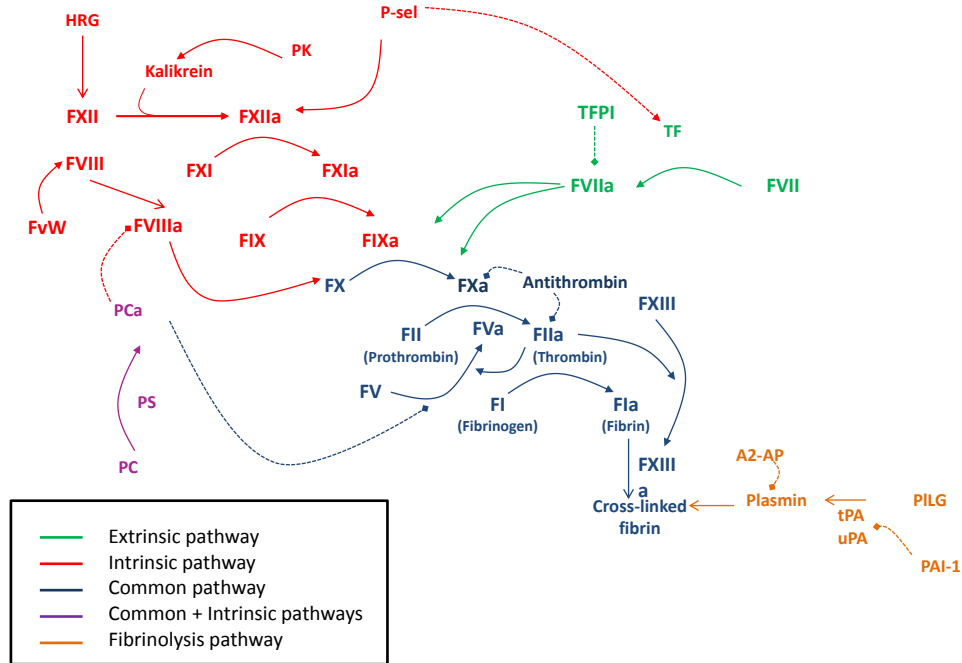 P-sel
HRG
PK
Kalikrein
FXII
FXIIa
TFPI
TF
FVIII
FXI
FXIa
FVIIa
FVII
FvW
FVIIIa
FIX
FIXa
FX
FXa
Antithrombin
PCa
FXIII
FII
(Prothrombin)
FVa
FIIa
(Thrombin)
FV
PS
FI
(Fibrinogen)
FIa
(Fibrin)
PC
FXIII
a
A2-AP
Cross-linked
fibrin
Plasmin
PlLG
tPA
uPA
PAI-1
Extrinsic pathway
Intrinsic pathway
Common pathway
Common + Intrinsic pathways
Fibrinolysis pathway